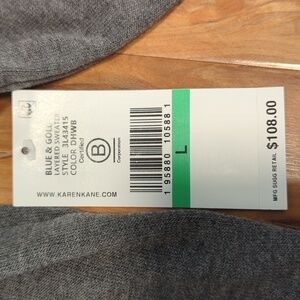 BLUE & GOLD
LAYERED SWEATER
STYLE: 3L43415
COLOR: DHWB
Certified
B
Corporation
WWW.KARENKANE.COM
1 95880 10588 1
L
$108.00
MFG SUGG RETAIL